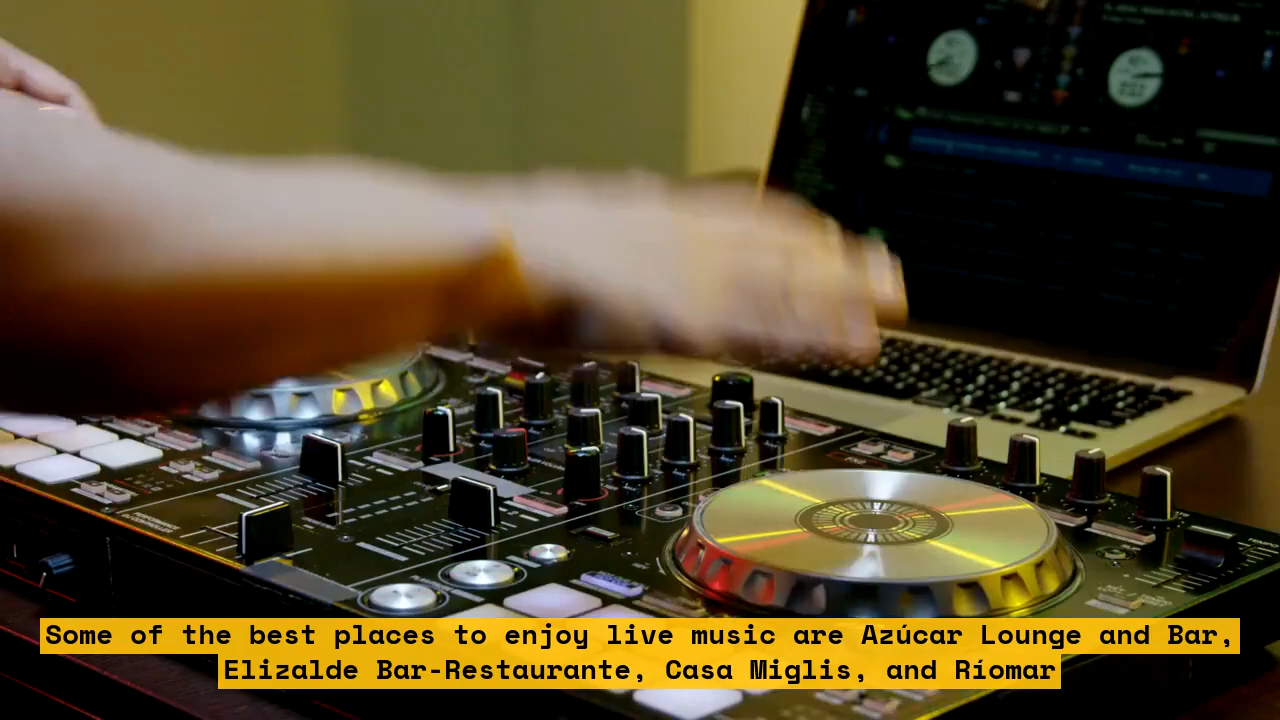 Some of the best places to enjoy live music are Azúcar Lounge and Bar,
Elizalde Bar-Restaurante, Casa Miglis, and Ríomar